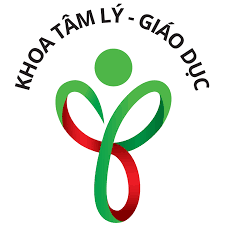 KHOA TÂM LÝ - GIÁO DỤC